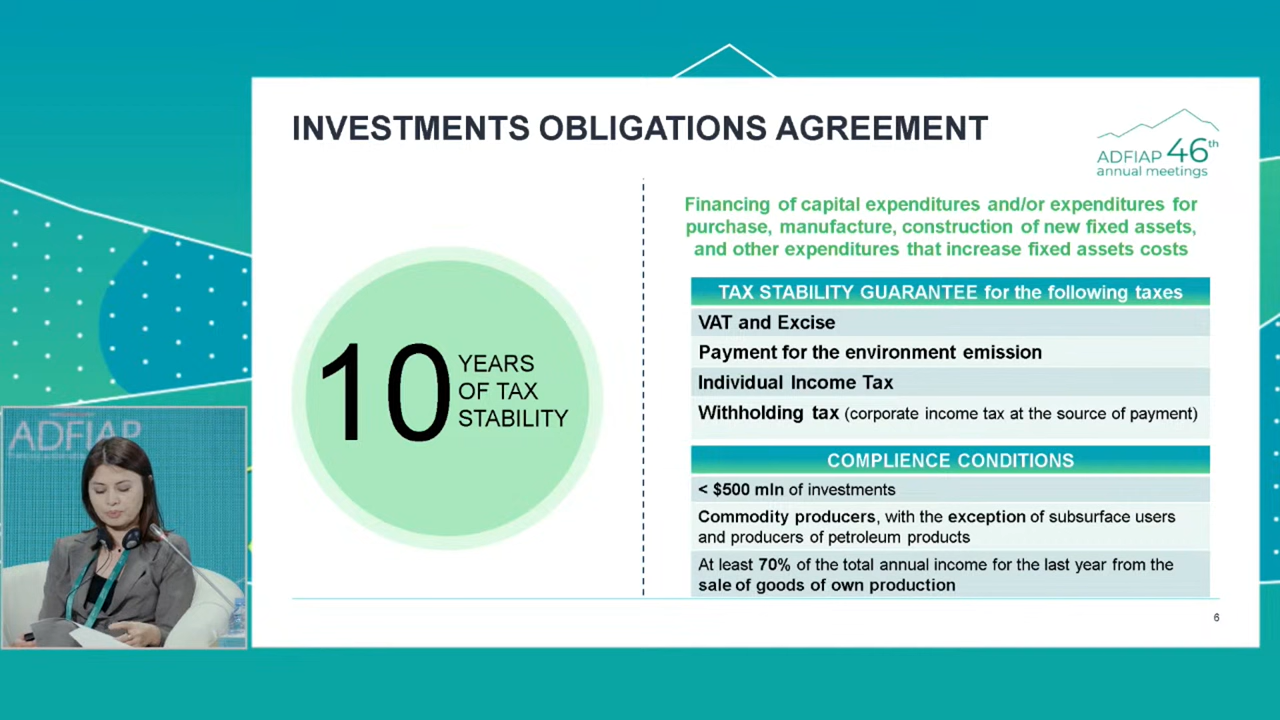 INVESTMENTS OBLIGATIONS AGREEMENT
ADFIAP 46th
annual meetings
10 YEARS
OF TAX
STABILITY
Financing of capital expenditures and/or expenditures for
purchase, manufacture, construction of new fixed assets,
and other expenditures that increase fixed assets costs
TAX STABILITY GUARANTEE for the following taxes
VAT and Excise
Payment for the environment emission
Individual Income Tax
Withholding tax (corporate income tax at the source of payment)
COMPLIENCE CONDITIONS
< $500 mln of investments
Commodity producers, with the exception of subsurface users
and producers of petroleum products
At least 70% of the total annual income for the last year from the
sale of goods of own production
6
ADFIAP